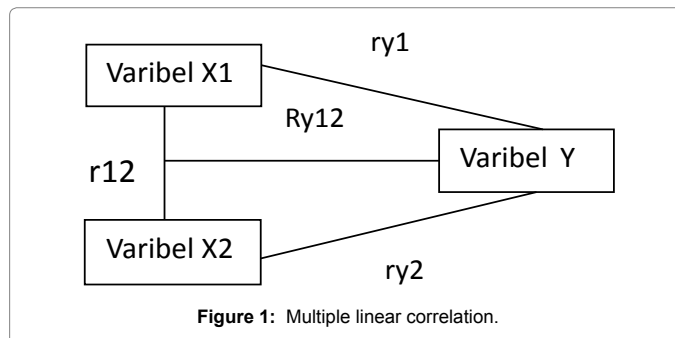 ry1
Varibel X1
Ry12
Varibel Y
r12
Varibel X2
ry2
Figure 1: Multiple linear correlation.